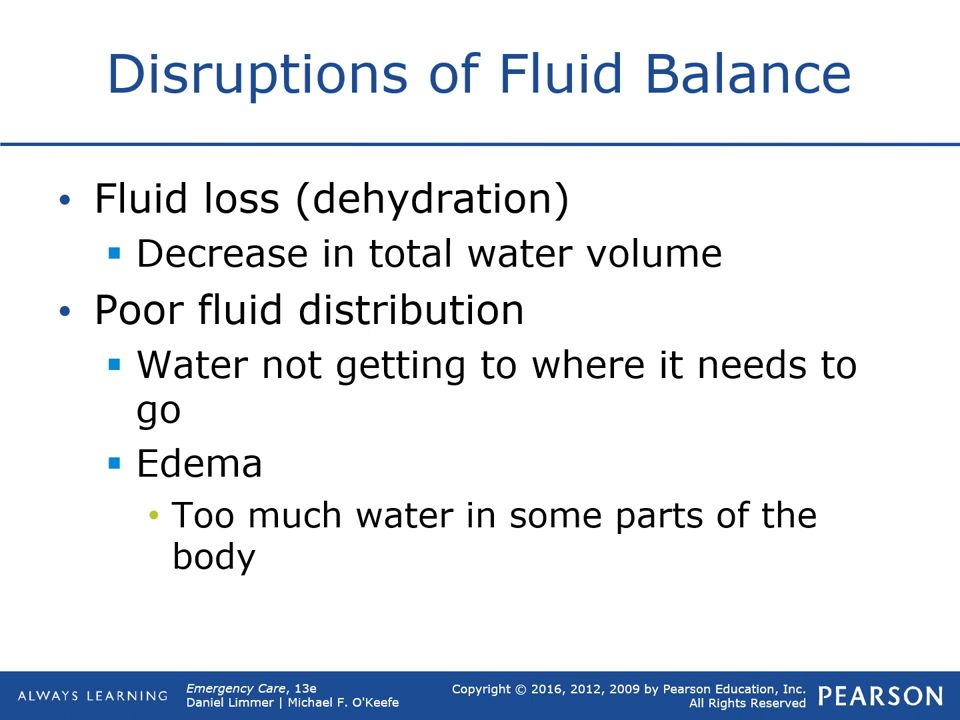 Disruptions of Fluid Balance
• Fluid loss (dehydration)
▪ Decrease in total water volume
• Poor fluid distribution
▪ Water not getting to where it needs to
go
▪ Edema
• Too much water in some parts of the
body
ALWAYS LEARNING
Emergency Care, 13e
Daniel Limmer | Michael F. O'Keefe
Copyright © 2016, 2012, 2009 by Pearson Education, Inc.
All Rights Reserved
PEARSON